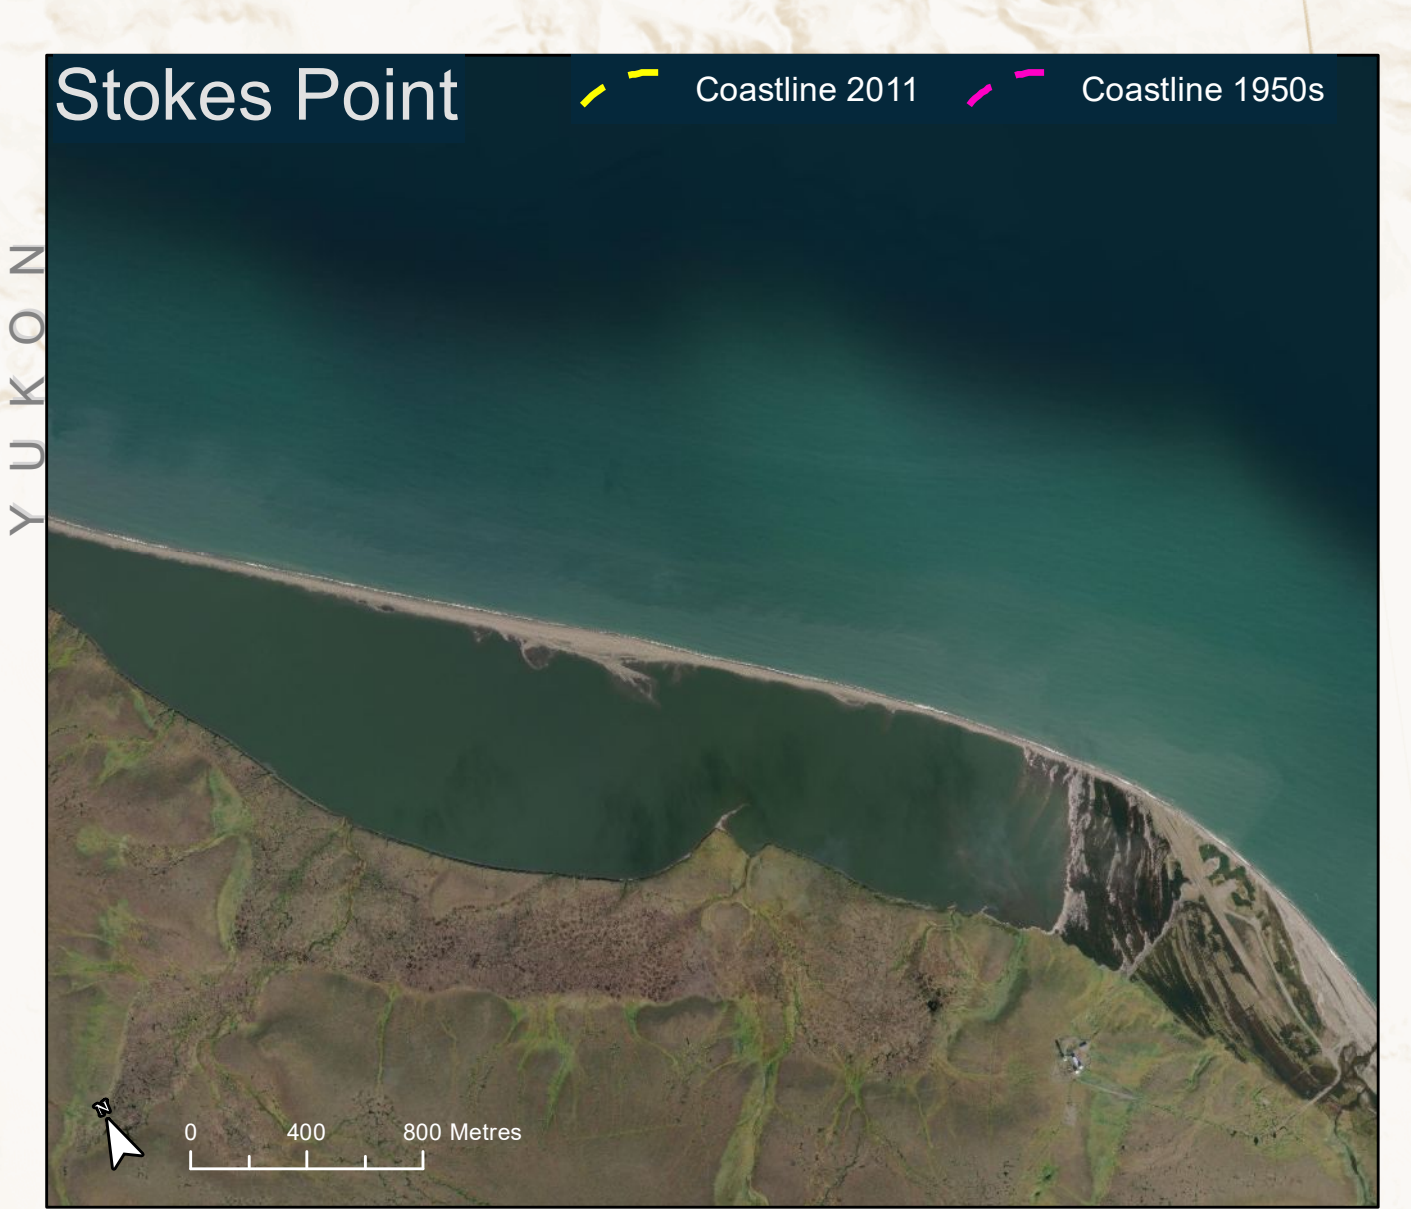 Stokes Point
Coastline 2011
Coastline 1950s
YUKON
N
0 400 800 Metres